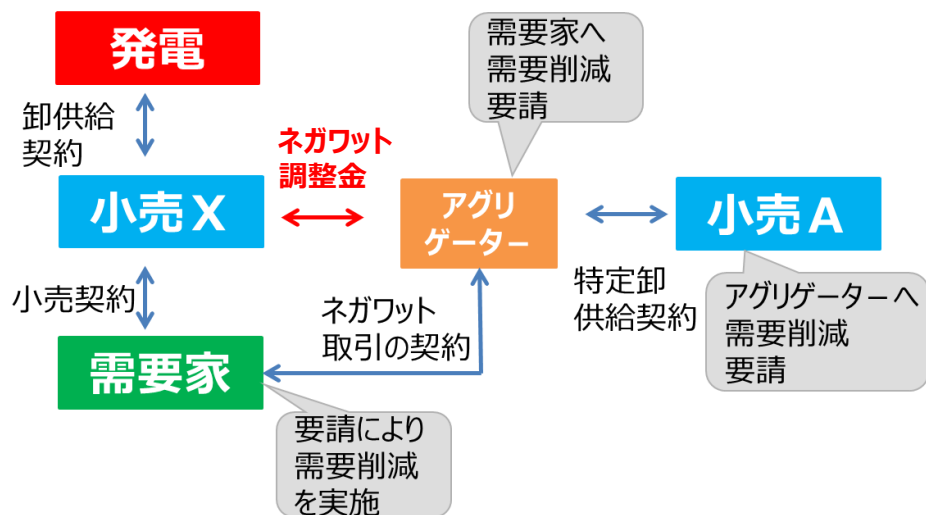 発電
卸供給
契約
小売X
小売契約
需要家
ネガワット
調整金
アグリ
ゲーター
需要家へ
需要削減
要請
ネガワット
取引の契約
要請により
需要削減
を実施
小売A
特定卸
供給契約
アグリゲーターへ
需要削減
要請